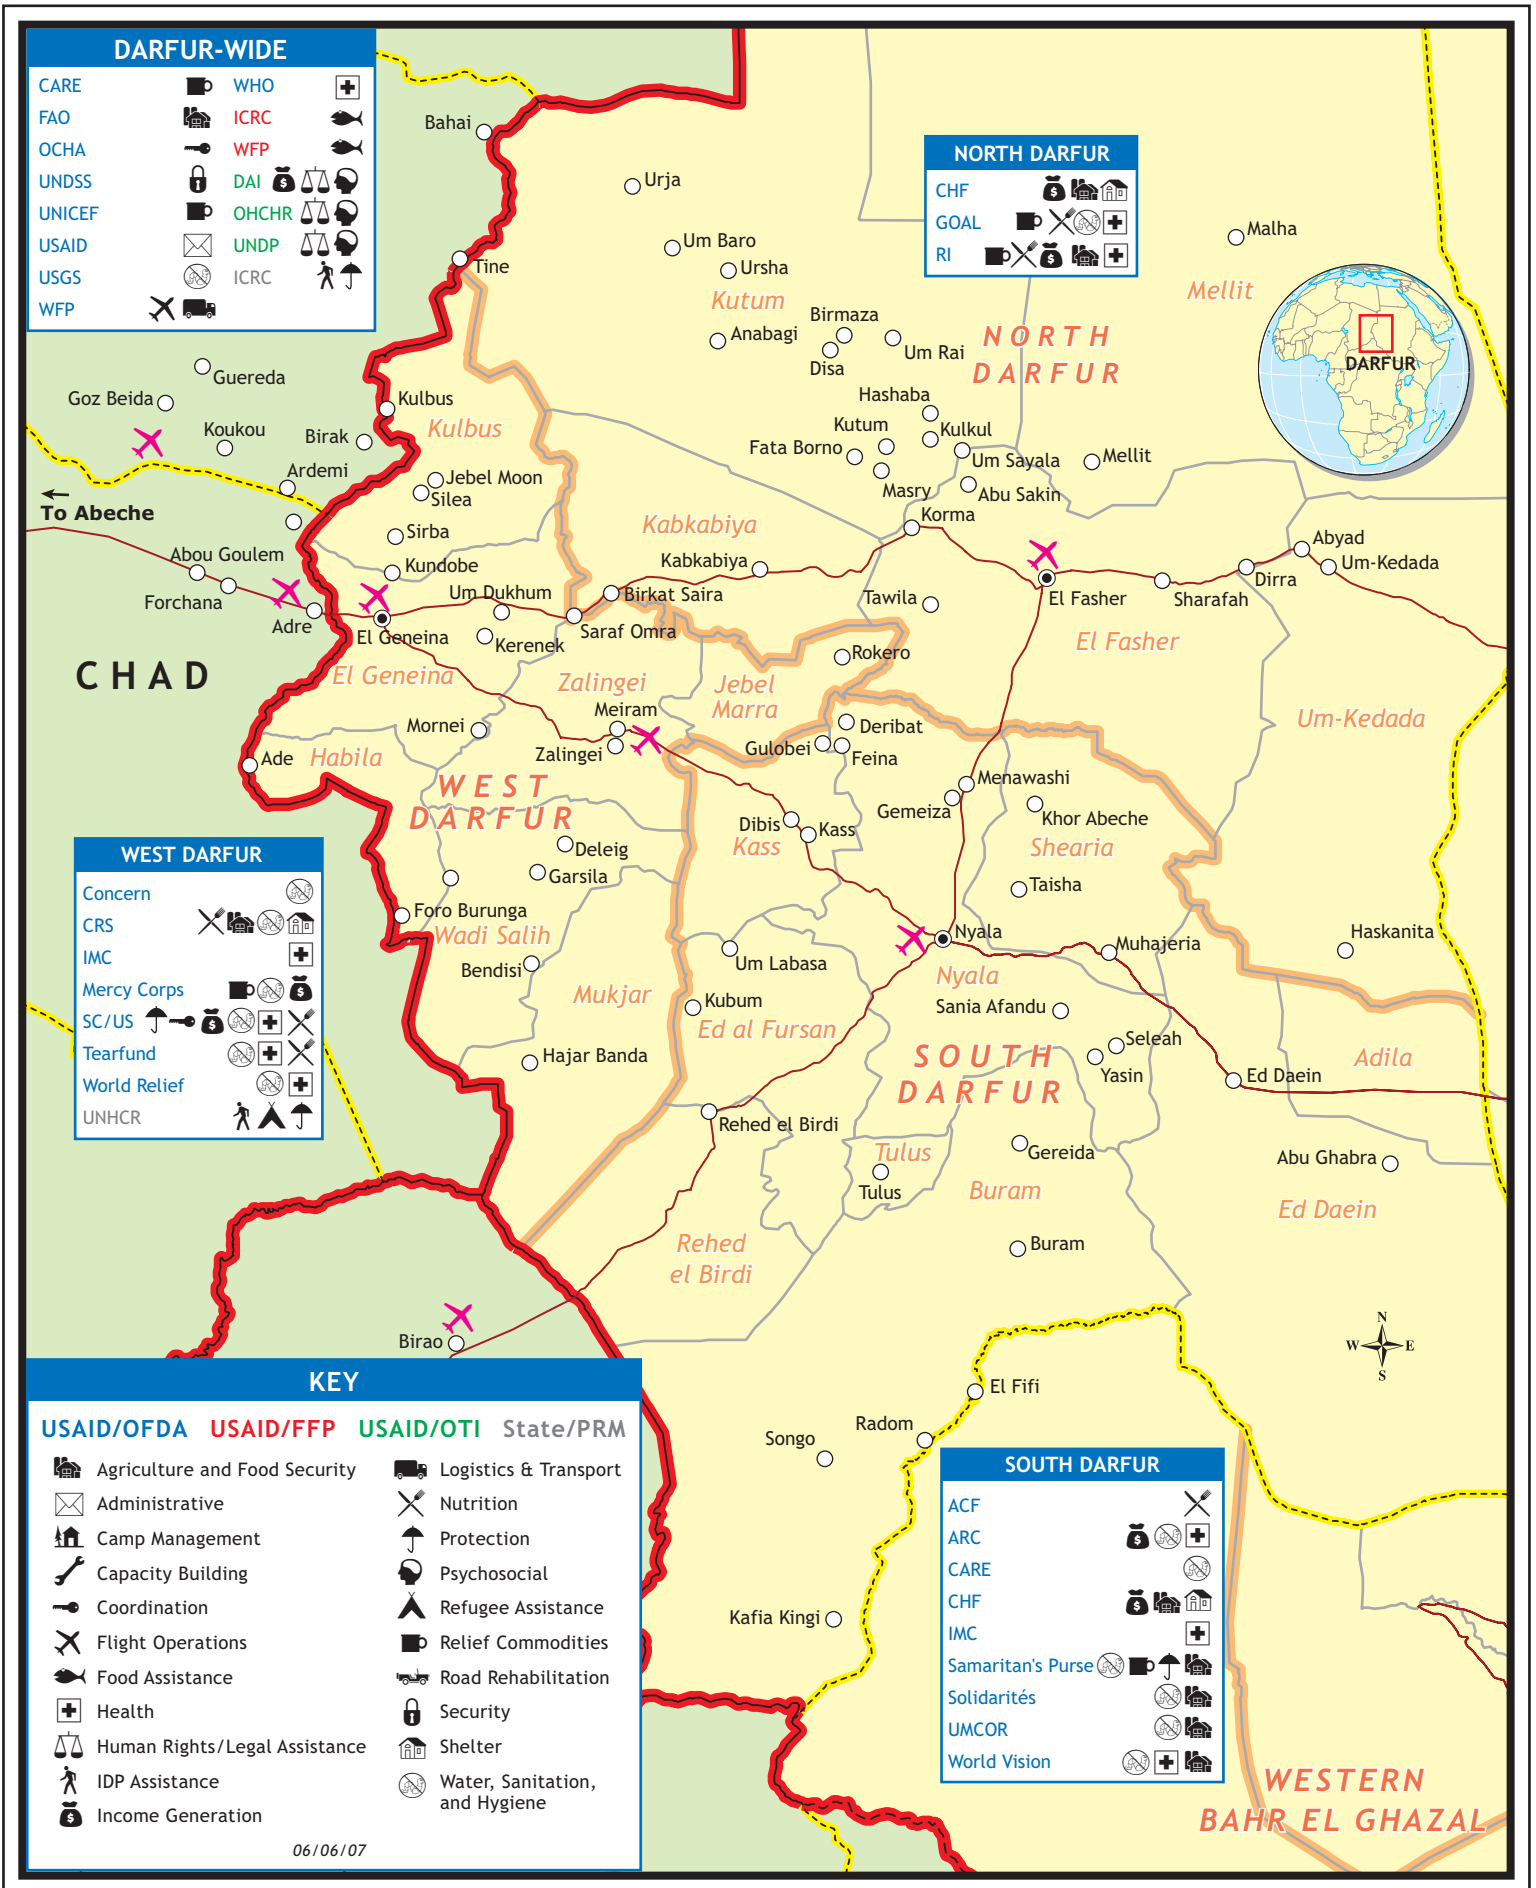 DARFUR-WIDE
CARE
FAO
OCHA
UNDSS
UNICEF
USAID
USGS
WFP
WHO
ICRC
WFP
DAI
OHCHR
UNDP
ICRC
NORTH DARFUR
CHF
GOAL
RI
Bahai
Urja
Um Baro
Ursha
Tine
Kutum
Malha
Mellit
Anabagi
Birmaza
Disa
Um Rai
NORTH
DARFUR
DARFUR
Guereda
Goz Beida
Koukou
Birak
Kulbus
Kulbus
Ardemi
Jebel Moon
Silea
Sirba
Kundobe
Hashaba
Kutum
Kulkul
Fata Borno
Masry
Um Sayala
Abu Sakin
Mellit
To Abeche
Abou Goulem
Forchana
Adre
El Geneina
El Geneina
Um Dukhum
Kerenek
Kabkabiya
Kabkabiya
Korma
Birkat Saira
Saraf Omra
Tawila
El Fasher
El Fasher
Sharafah
Dirra
Abyad
Um-Kedada
Um-Kedada
CHAD
Rokero
Zalingei
Jebel
Marra
Meiram
Zalingei
Mornei
Ade
Habila
WEST
DARFUR
Deribat
Gulobei
Feina
Menawashi
Gemeiza
Khor Abeche
Shearia
Dibis
Kass
Kass
Taisha
Deleig
Garsila
Foro Burunga
Wadi Salih
Bendisi
Mukjar
Hajar Banda
Um Labasa
Kubum
Ed al Fursan
Nyala
Nyala
Muhajeria
Haskanita
Sania Afandu
SOUTH
DARFUR
Seleah
Yasin
Ed Daein
Adila
Rehed el Birdi
Tulus
Tulus
Gereida
Buram
Buram
Abu Ghabra
Ed Daein
Rehed
el Birdi
WEST DARFUR
Concern
CRS
IMC
Mercy Corps
SC/US
Tearfund
World Relief
UNHCR
Birao
N
W
E
S
El Fifi
Radom
Songo
Kafia Kingi
KEY
USAID/OFDA USAID/FFP USAID/OTI State/PRM
Agriculture and Food Security
Administrative
Camp Management
Capacity Building
Coordination
Flight Operations
Food Assistance
Health
Human Rights/Legal Assistance
IDP Assistance
Income Generation
Logistics & Transport
Nutrition
Protection
Psychosocial
Refugee Assistance
Relief Commodities
Road Rehabilitation
Security
Shelter
Water, Sanitation,
and Hygiene
06/06/07
SOUTH DARFUR
ACF
ARC
CARE
CHF
IMC
Samaritan's Purse
Solidarités
UMCOR
World Vision
WESTERN
BAHR EL GHAZAL